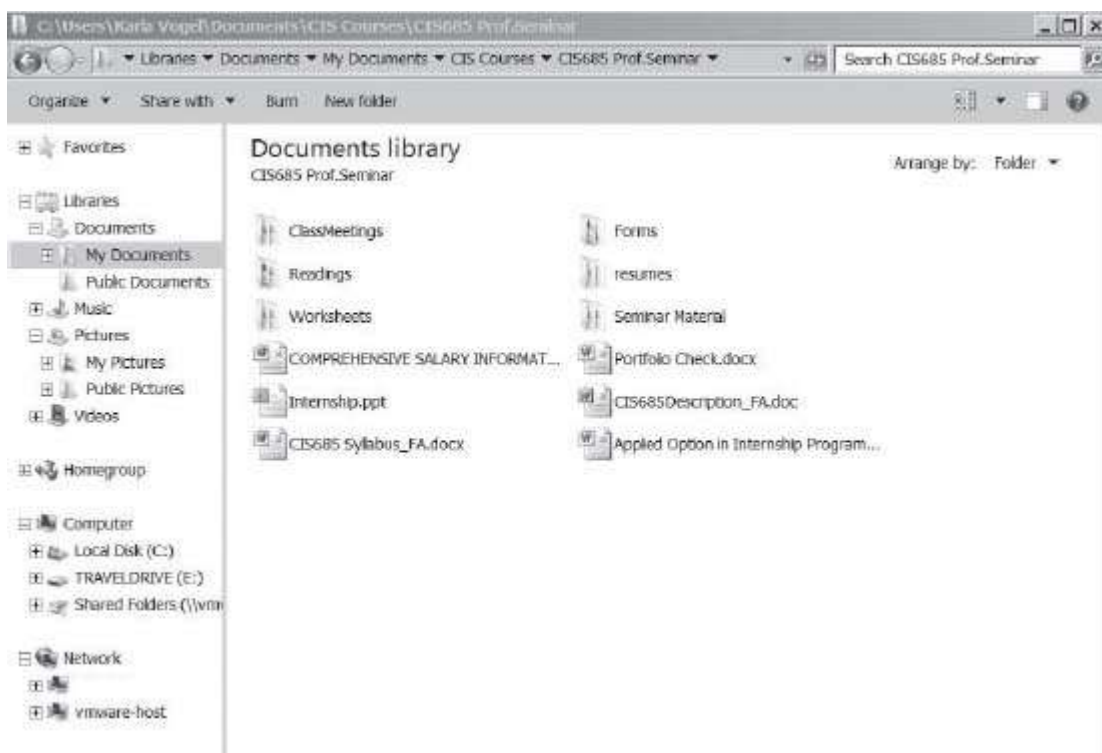 C:\Users\Karla Vogel\Documents\CIS Courses\CIS685 Prof.Seminar
Libraries Documents My Documents CIS Courses CIS685 Prof.Seminar
Search CIS685 Prof.Seminar
Organize Share with Burn New folder
Favorites
Libraries
Documents
My Documents
Public Documents
Music
Pictures
My Pictures
Public Pictures
Videos
Homegroup
Computer
Local Disk (C:)
TRAVELDRIVE (E:)
Shared Folders (\\vm
Network
vmware-host
Documents library
CIS685 Prof.Seminar
Arrange by: Folder
ClassMeetings
Forms
Readings
resumes
Worksheets
Seminar Material
COMPREHENSIVE SALARY INFORMAT...
Portfolio Check.docx
Internship.ppt
CIS685Description_FA.doc
CIS685 Syllabus_FA.docx
Applied Option in Internship Program...